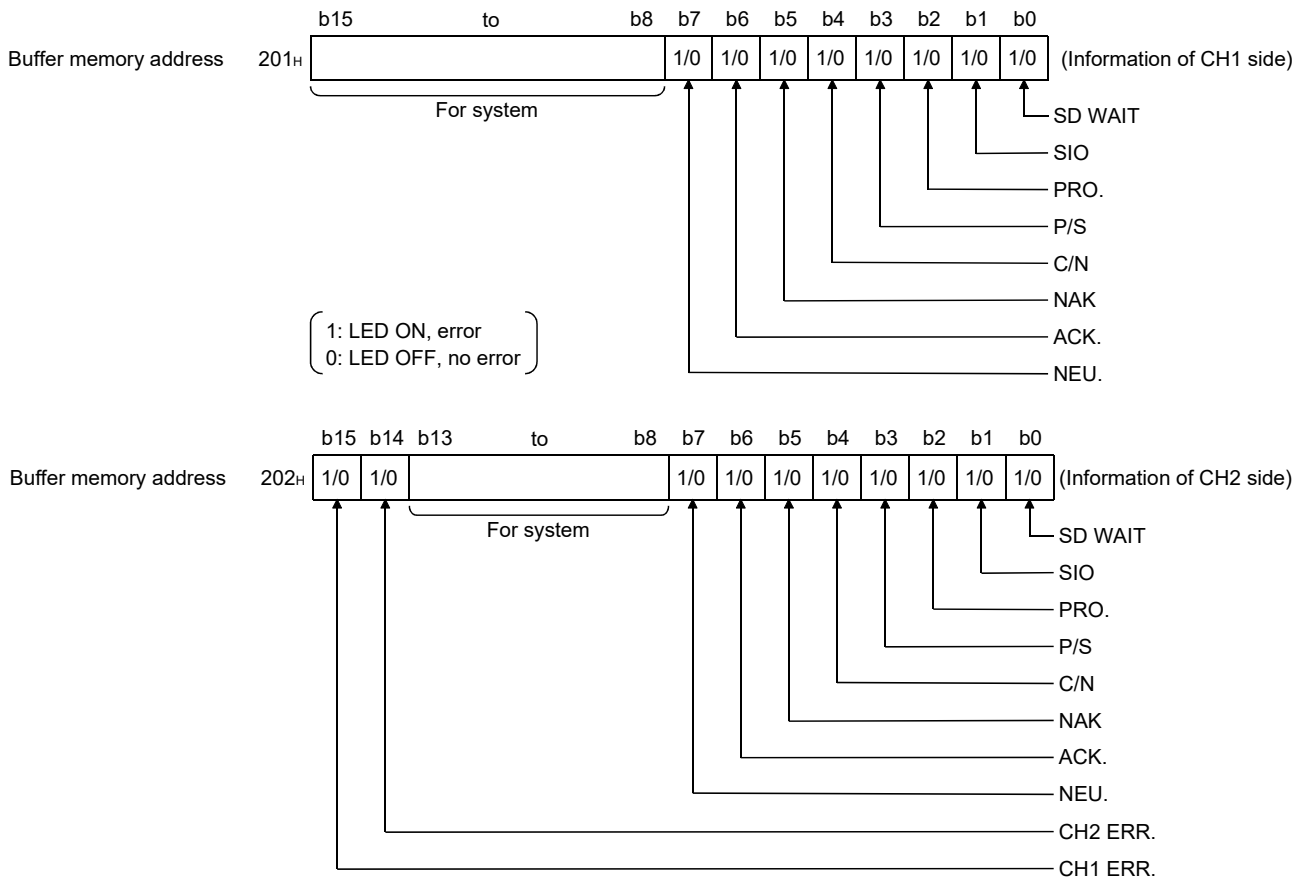 b15 to b8 b7 b6 b5 b4 b3 b2 b1 b0
Buffer memory address 201H 1/0 1/0 1/0 1/0 1/0 1/0 1/0 1/0 (Information of CH1 side)
For system
SD WAIT
SIO
PRO.
P/S
C/N
NAK
ACK.
NEU.
1: LED ON, error
0: LED OFF, no error
b15 b14 b13 to b8 b7 b6 b5 b4 b3 b2 b1 b0
Buffer memory address 202H 1/0 1/0 1/0 1/0 1/0 1/0 1/0 1/0 1/0 1/0 (Information of CH2 side)
For system
SD WAIT
SIO
PRO.
P/S
C/N
NAK
ACK.
NEU.
CH2 ERR.
CH1 ERR.